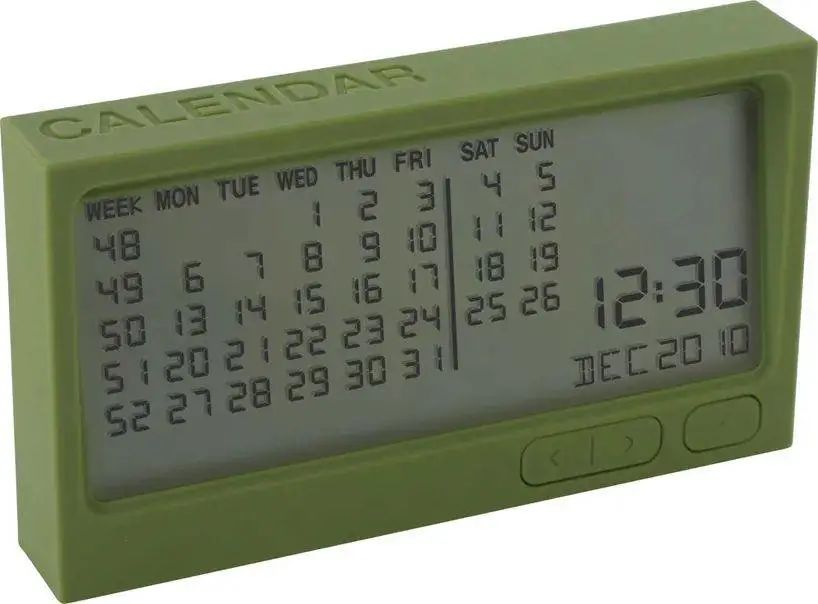 CALENDAR
WEEK MON TUE WED THU FRI SAT SUN
48 1 2 3 4 5
49 6 7 8 9 10 11 12
50 13 14 15 16 17 18 19
51 20 21 22 23 24 25 26
52 27 28 29 30 31
12:30
DEC 20 10
< | >